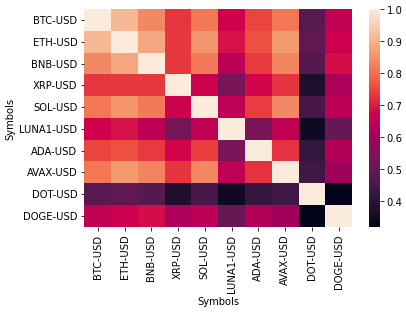 BTC-USD
ETH-USD
BNB-USD
XRP-USD
SOL-USD
LUNA1-USD
ADA-USD
AVAX-USD
DOT-USD
DOGE-USD
Symbols
BTC-USD
ETH-USD
BNB-USD
XRP-USD
SOL-USD
LUNA1-USD
ADA-USD
AVAX-USD
DOT-USD
DOGE-USD
Symbols
1.0
0.9
0.8
0.7
0.6
0.5
0.4